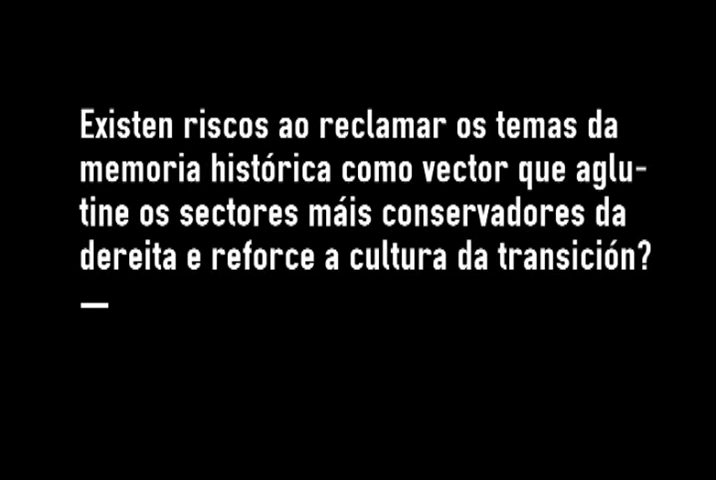 Existen riscos ao reclamar os temas da
memoria histórica como vector que aglu-
tine os sectores máis conservadores da
dereita e reforce a cultura da transición?